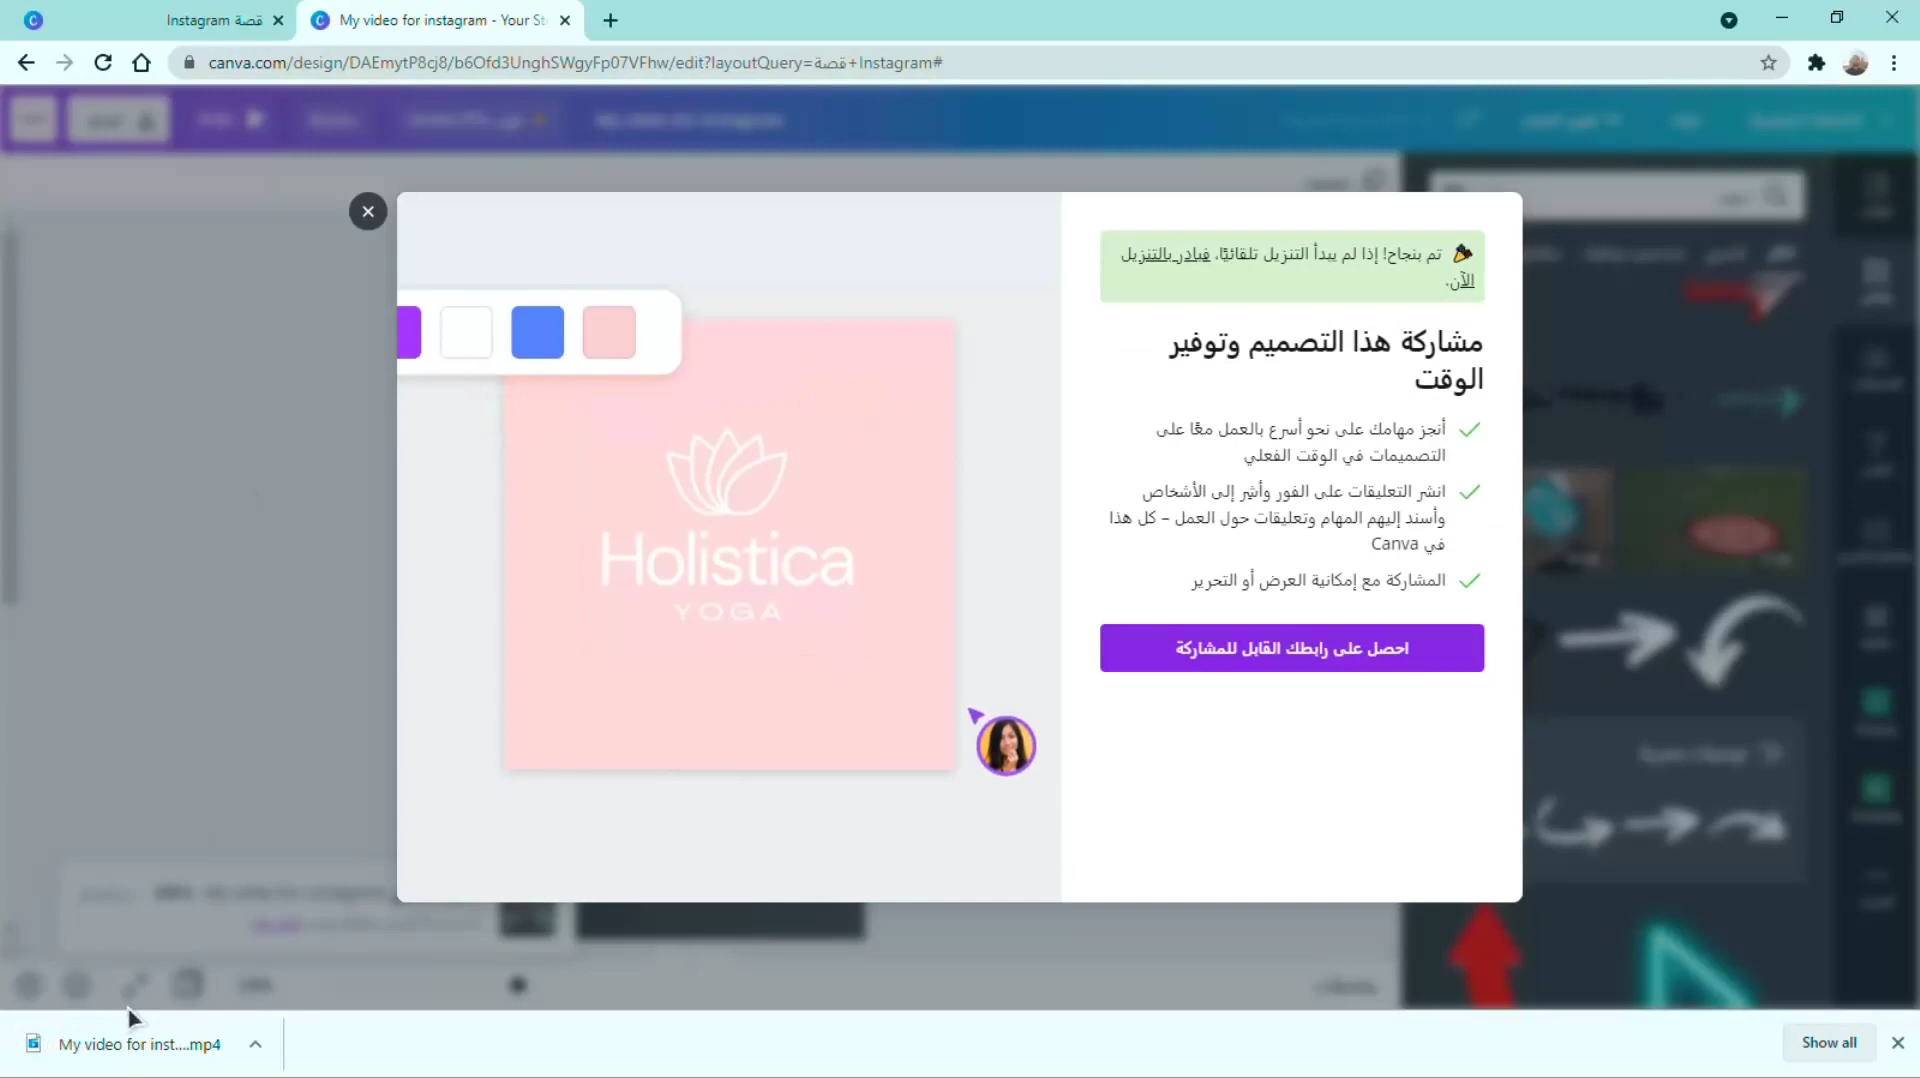 Instagram قصة
My video for instagram - Your St
canva.com/design/DAEmytP8cj8/b6Ofd3UnghSWgyFp07VFhw/edit?layoutQuery=قصة+Instagram#
تم بنجاح! إذا لم يبدأ التنزيل تلقائيًا، فبادر بالتنزيل
الآن.
مشاركة هذا التصميم وتوفير
الوقت
أنجز مهامك على نحو أسرع بالعمل معًا على
التصميمات في الوقت الفعلي
انشر التعليقات على الفور وأشِر إلى الأشخاص
وأسند إليهم المهام وتعليقات حول العمل – كل هذا
في Canva
المشاركة مع إمكانية العرض أو التحرير
احصل على رابطك القابل للمشاركة
Holistica
YOGA
My video for inst....mp4
Show all